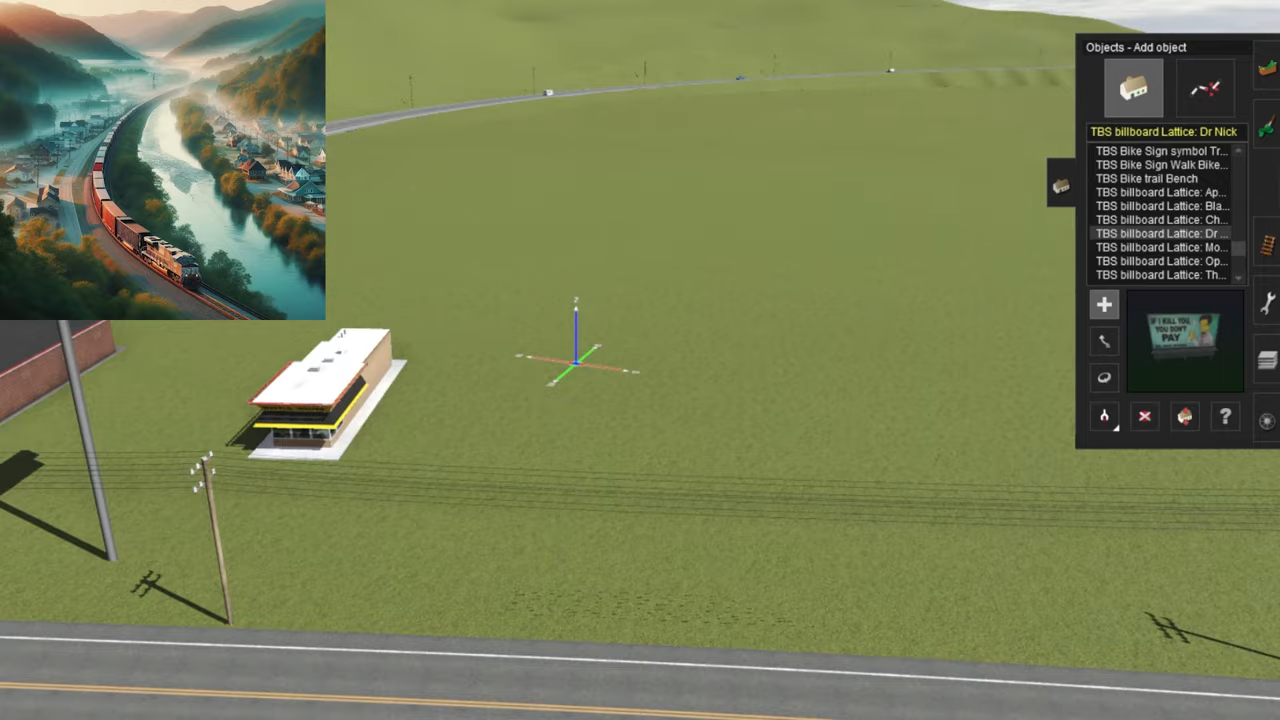 Objects - Add object
TBS billboard Lattice: Dr Nick
TBS Bike Sign symbol Tr...
TBS Bike Sign Walk Bike...
TBS Bike trail Bench
TBS billboard Lattice: Ap...
TBS billboard Lattice: Bla...
TBS billboard Lattice: Ch...
TBS billboard Lattice: Dr ...
TBS billboard Lattice: Mo...
TBS billboard Lattice: Op...
TBS billboard Lattice: Th...
IF I KILL YOU,
YOU DON'T
PAY
Z